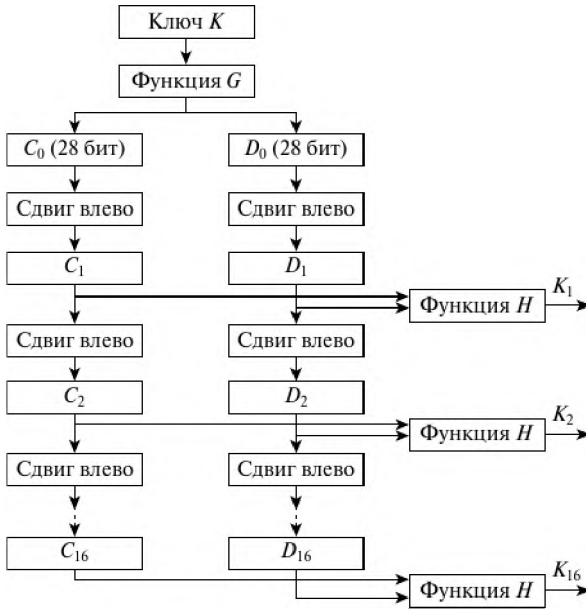 Ключ K
Функция G
C₀ (28 бит) D₀ (28 бит)
Сдвиг влево Сдвиг влево
C₁ D₁
Функция H K₁
Сдвиг влево Сдвиг влево
C₂ D₂
Функция H K₂
Сдвиг влево Сдвиг влево
C₁₆ D₁₆
Функция H K₁₆